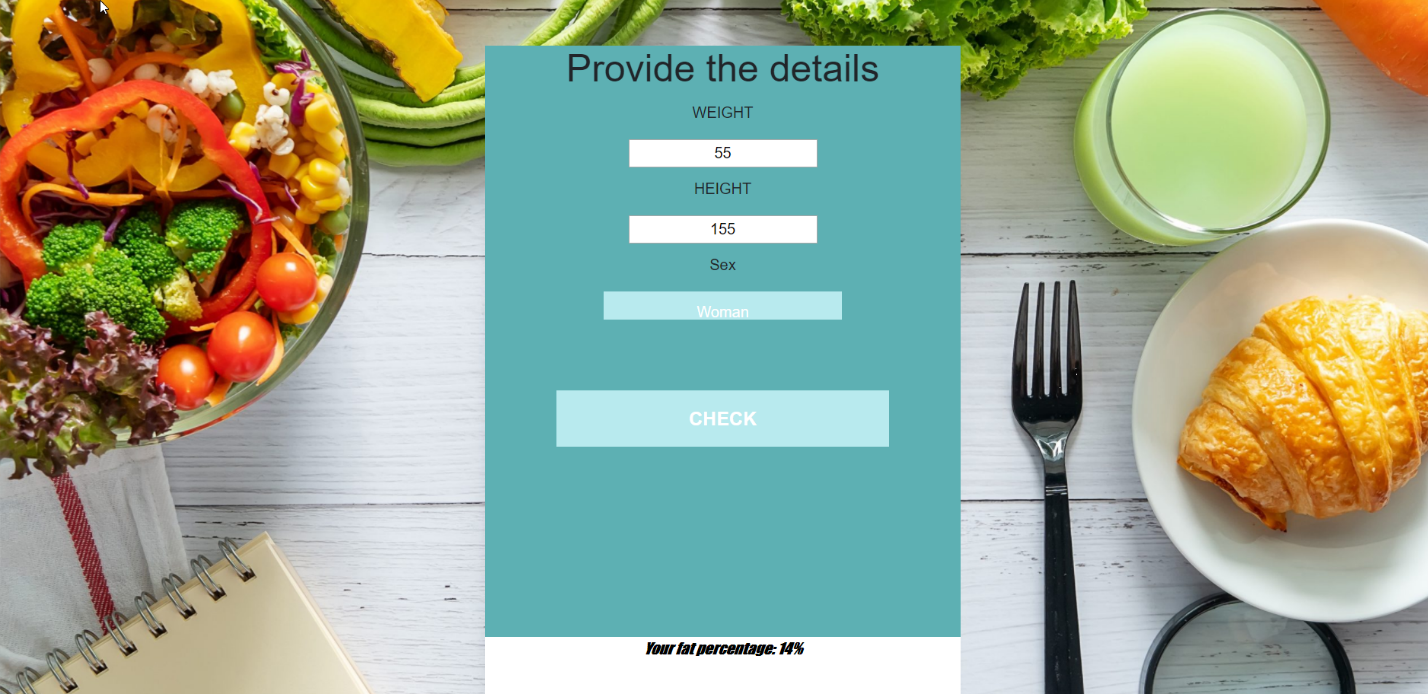 Provide the details
WEIGHT
55
HEIGHT
155
Sex
Woman
CHECK
Your fat percentage: 14%